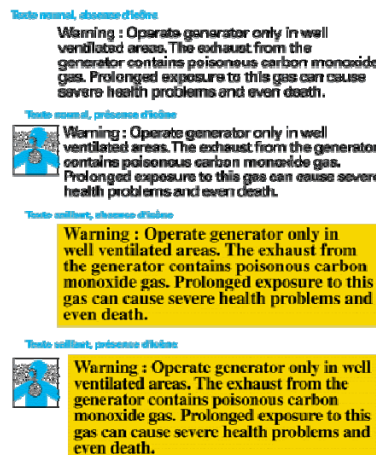 Texte normal, absence d'icône
Warning : Operate generator only in well
ventilated areas. The exhaust from the
generator contains poisonous carbon monoxide
gas. Prolonged exposure to this gas can cause
severe health problems and even death.
Texte normal, présence d'icône
Warning : Operate generator only in well
ventilated areas. The exhaust from the generator
contains poisonous carbon monoxide gas.
Prolonged exposure to this gas can cause severe
health problems and even death.
Texte saillant, absence d'icône
Warning : Operate generator only in
well ventilated areas. The exhaust from
the generator contains poisonous carbon
monoxide gas. Prolonged exposure to this
gas can cause severe health problems and
even death.
Texte saillant, présence d'icône
Warning : Operate generator only in well
ventilated areas. The exhaust from the
generator contains poisonous carbon
monoxide gas. Prolonged exposure to this
gas can cause severe health problems and
even death.